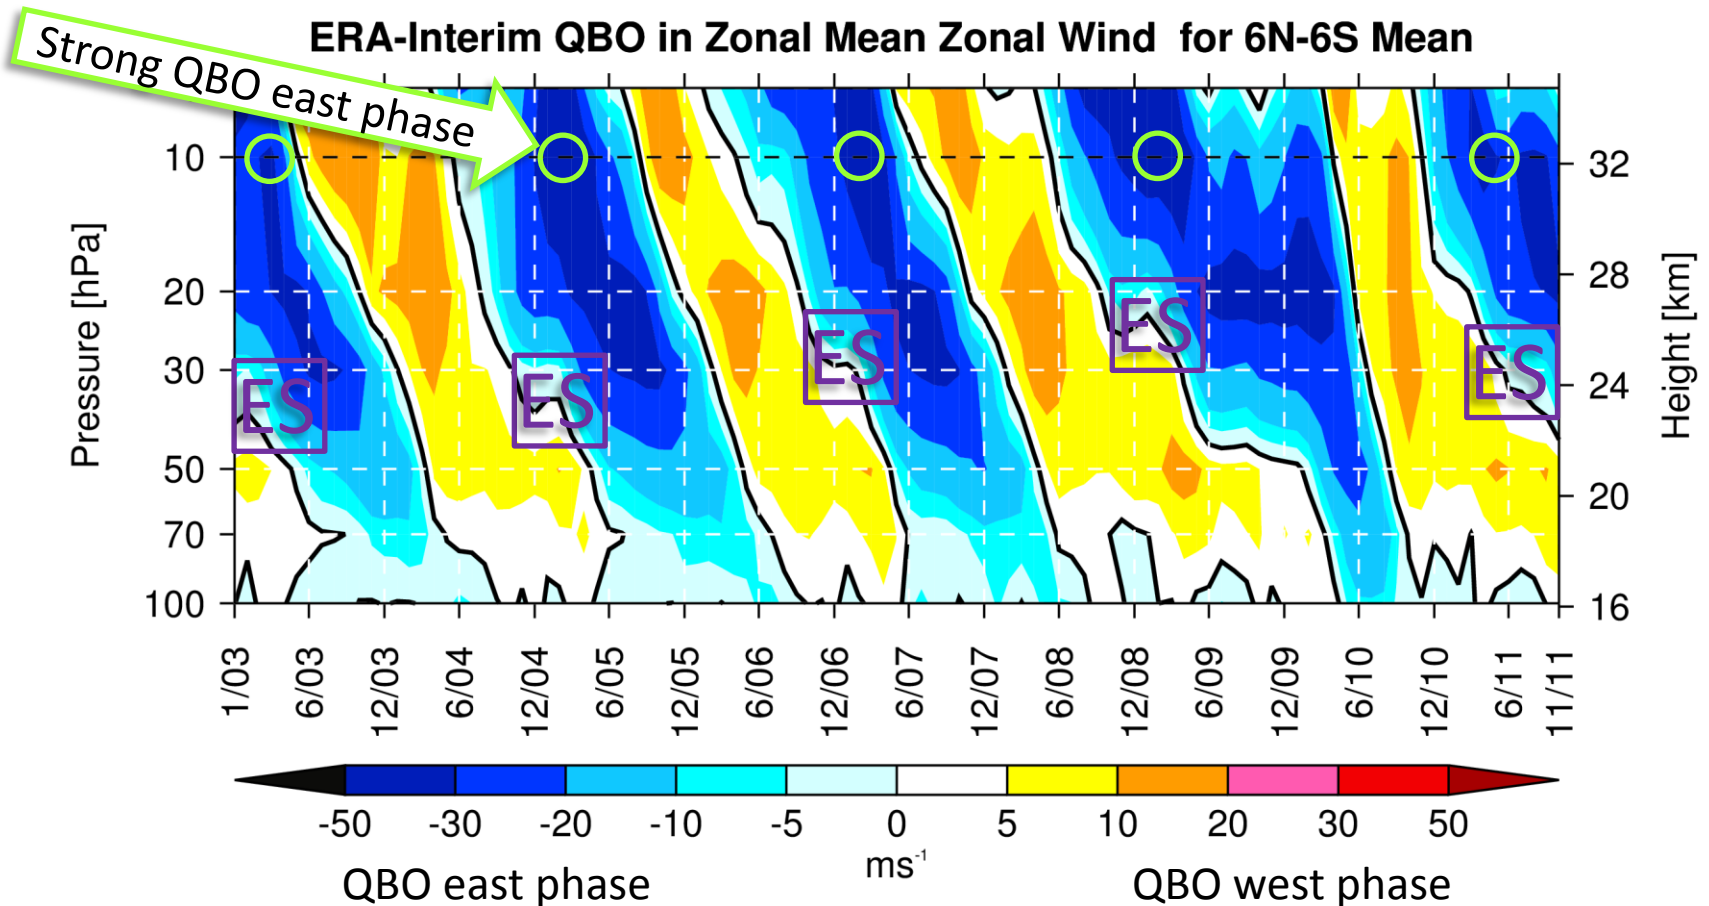 ERA-Interim QBO in Zonal Mean Zonal Wind for 6N-6S Mean
Strong QBO east phase
Pressure [hPa]
10
20
30
50
70
100
32
28
24
20
16
Height [km]
ES
ES
ES
ES
ES
1/03 6/03 12/03 6/04 12/04 6/05 12/05 6/06 12/06 6/07 12/07 6/08 12/08 6/09 12/09 6/10 12/10 6/11 11/11
-50 -30 -20 -10 -5 0 5 10 20 30 50
ms-1
QBO east phase
QBO west phase